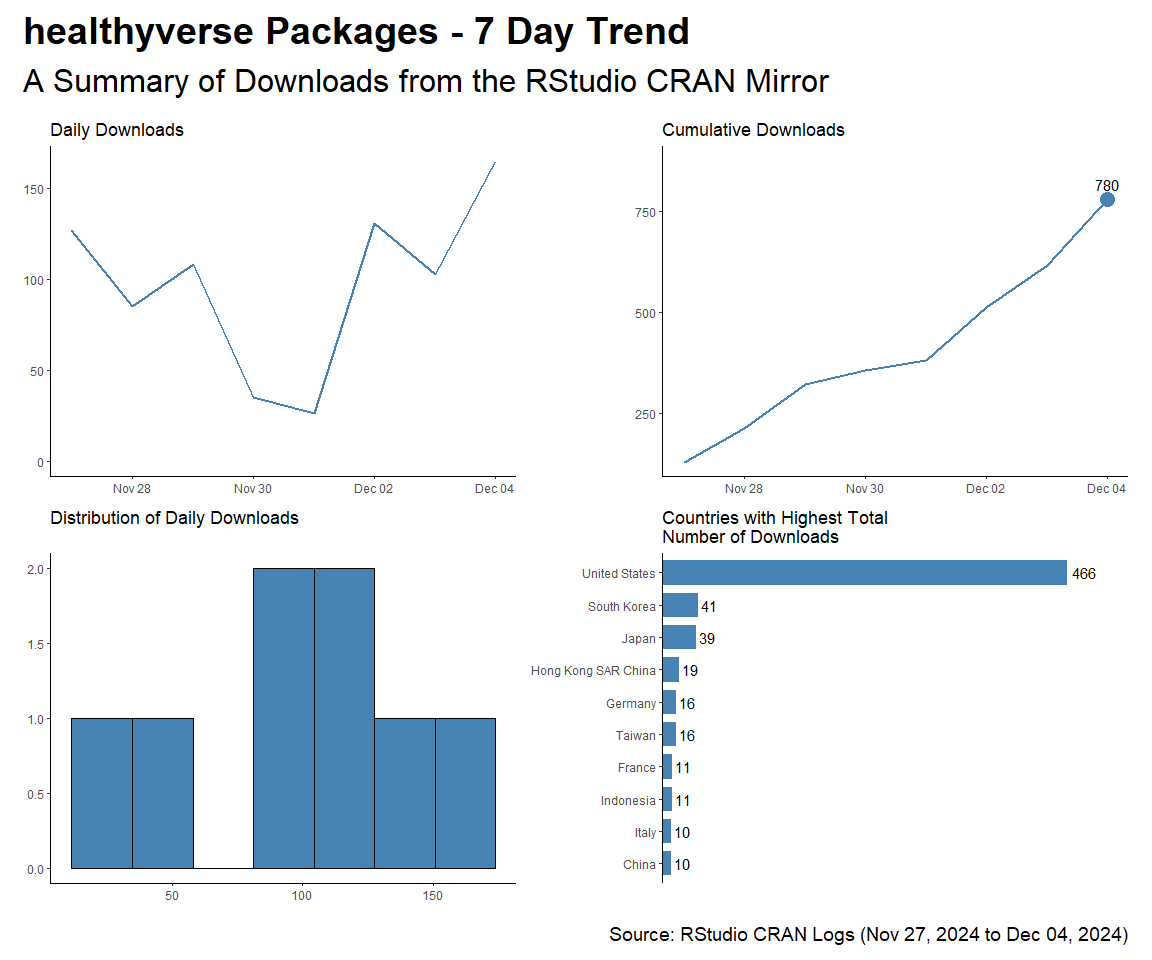 healthyverse Packages - 7 Day Trend
A Summary of Downloads from the RStudio CRAN Mirror
Daily Downloads
150
100
50
0
Nov 28
Nov 30
Dec 02
Dec 04
Cumulative Downloads
780
750
500
250
Nov 28
Nov 30
Dec 02
Dec 04
Distribution of Daily Downloads
2.0
1.5
1.0
0.5
0.0
50
100
150
Countries with Highest Total
Number of Downloads
United States 466
South Korea 41
Japan 39
Hong Kong SAR China 19
Germany 16
Taiwan 16
France 11
Indonesia 11
Italy 10
China 10
Source: RStudio CRAN Logs (Nov 27, 2024 to Dec 04, 2024)